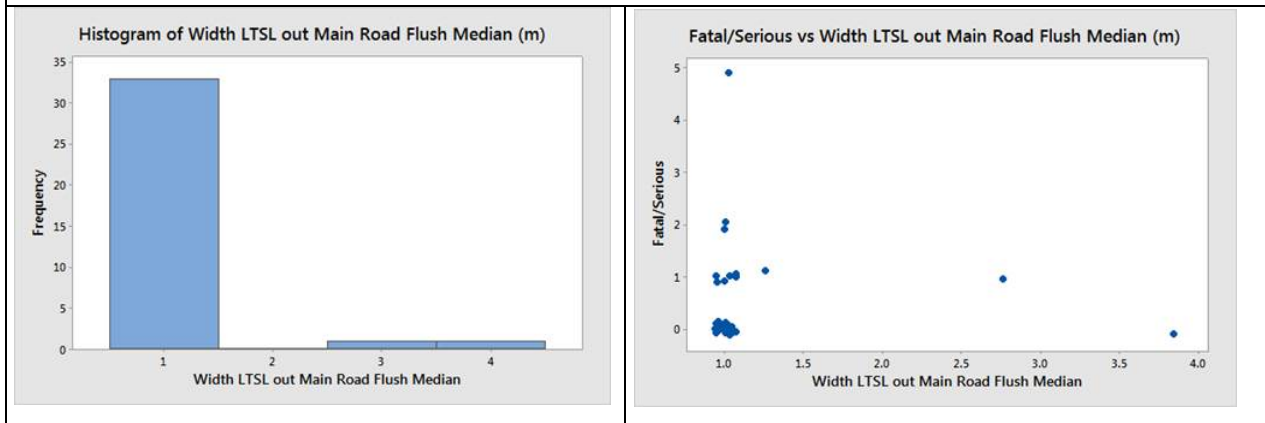 Histogram of Width LTSL out Main Road Flush Median (m)
35
30
25
20
15
10
5
0
Frequency
1 2 3 4
Width LTSL out Main Road Flush Median
Fatal/Serious vs Width LTSL out Main Road Flush Median (m)
5
4
3
2
1
0
Fatal/Serious
1.0 1.5 2.0 2.5 3.0 3.5 4.0
Width LTSL out Main Road Flush Median